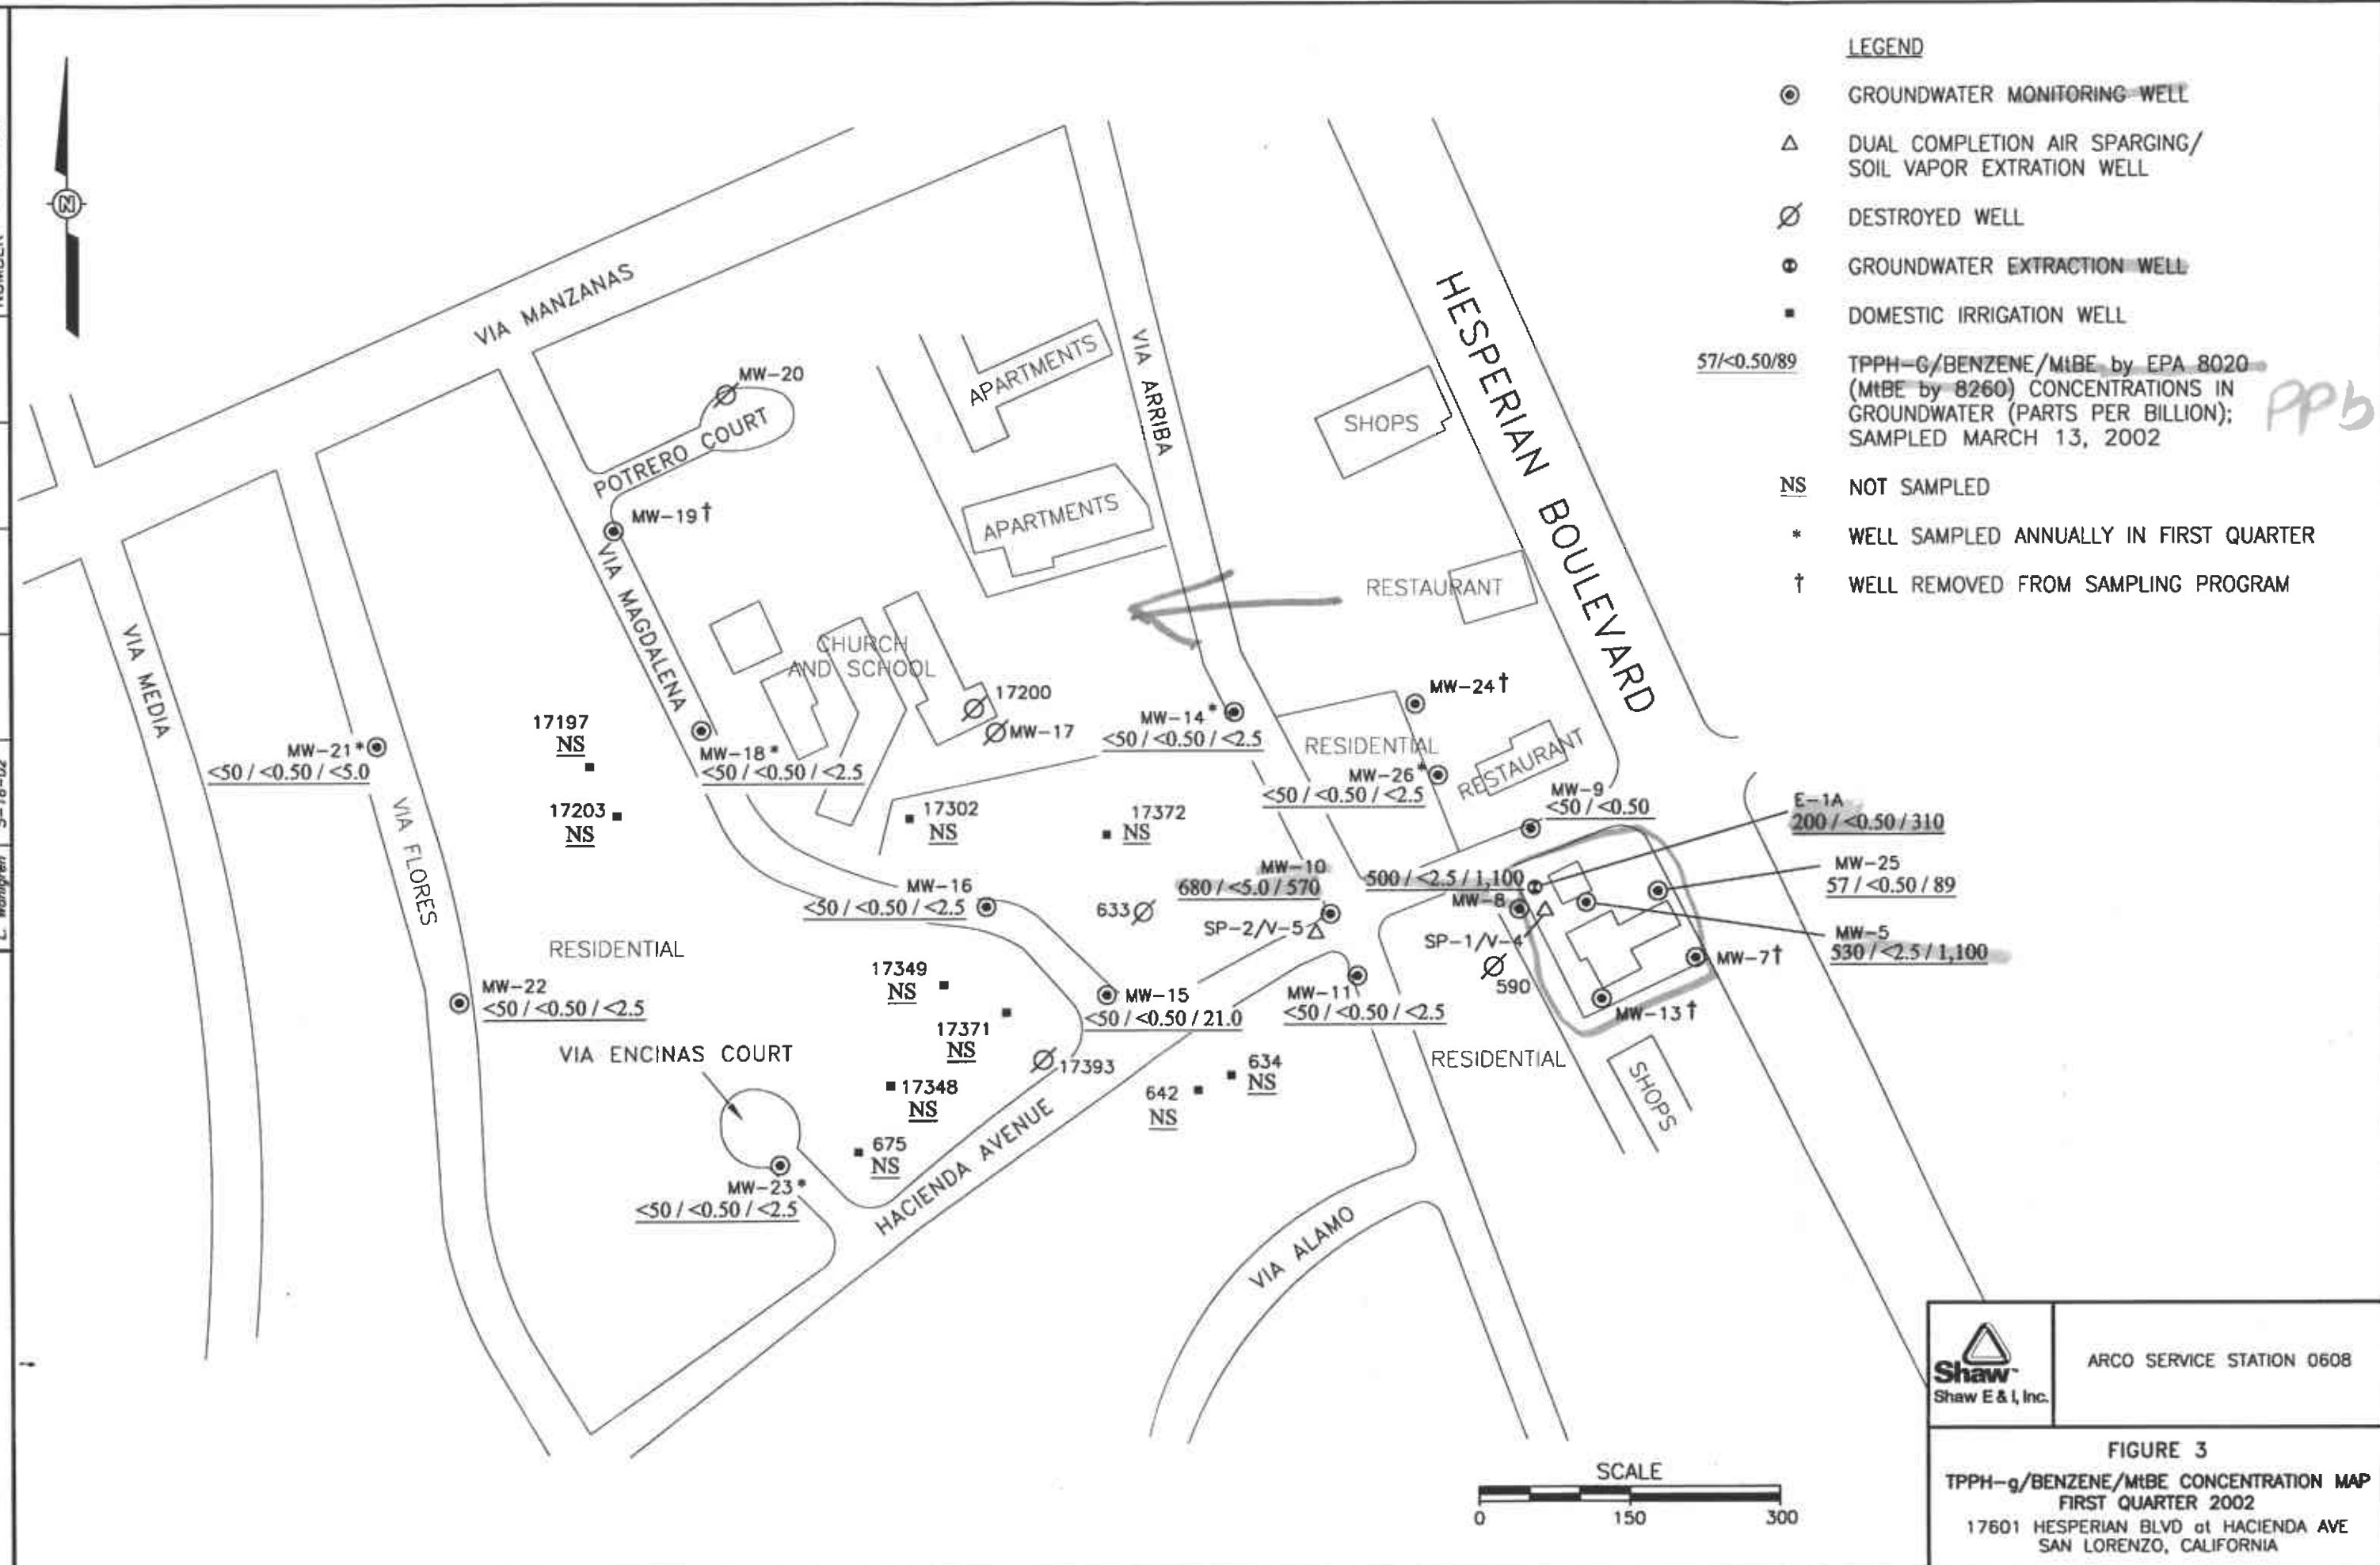 LEGEND
GROUNDWATER MONITORING WELL
DUAL COMPLETION AIR SPARGING/
SOIL VAPOR EXTRATION WELL
DESTROYED WELL
GROUNDWATER EXTRACTION WELL
DOMESTIC IRRIGATION WELL
57/<0.50/89
TPPH-G/BENZENE/MtBE by EPA 8020
(MtBE by 8260) CONCENTRATIONS IN
GROUNDWATER (PARTS PER BILLION);
SAMPLED MARCH 13, 2002
PPb
NS NOT SAMPLED
* WELL SAMPLED ANNUALLY IN FIRST QUARTER
† WELL REMOVED FROM SAMPLING PROGRAM
N
VIA MANZANAS
MW-20
POTRERO COURT
MW-19†
VIA MAGDALENA
APARTMENTS
APARTMENTS
VIA ARRIBA
SHOPS
HESPERIAN BOULEVARD
RESTAURANT
VIA MEDIA
CHURCH
AND SCHOOL
17200
MW-17
MW-14*
<50 / <0.50 / <2.5
MW-24†
RESIDENTIAL
RESTAURANT
MW-26*
<50 / <0.50 / <2.5
MW-9
<50 / <0.50
17197
NS
MW-21*
<50 / <0.50 / <5.0
MW-18*
<50 / <0.50 / <2.5
17203
NS
VIA FLORES
17302
NS
17372
NS
E-1A
200 / <0.50 / 310
MW-25
57 / <0.50 / 89
MW-10
680 / <5.0 / 570
500 / <2.5 / 1,100
MW-8
MW-16
<50 / <0.50 / <2.5
633
SP-2/V-5
SP-1/V-4
MW-5
530 / <2.5 / 1,100
MW-7†
590
RESIDENTIAL
17349
NS
MW-22
<50 / <0.50 / <2.5
MW-15
<50 / <0.50 / 21.0
MW-11
<50 / <0.50 / <2.5
MW-13†
17371
NS
VIA ENCINAS COURT
17393
RESIDENTIAL
634
NS
642
NS
17348
NS
SHOPS
675
NS
HACIENDA AVENUE
MW-23*
<50 / <0.50 / <2.5
VIA ALAMO
SCALE
0 150 300
Shaw™
Shaw E & I, Inc.
ARCO SERVICE STATION 0608
FIGURE 3
TPPH-g/BENZENE/MtBE CONCENTRATION MAP
FIRST QUARTER 2002
17601 HESPERIAN BLVD at HACIENDA AVE
SAN LORENZO, CALIFORNIA